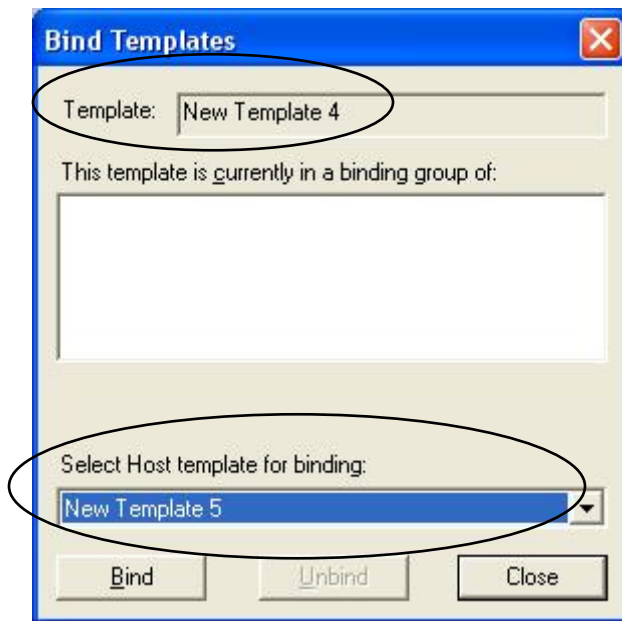 Bind Templates
Template: New Template 4
This template is currently in a binding group of:
Select Host template for binding:
New Template 5
Bind Unbind Close